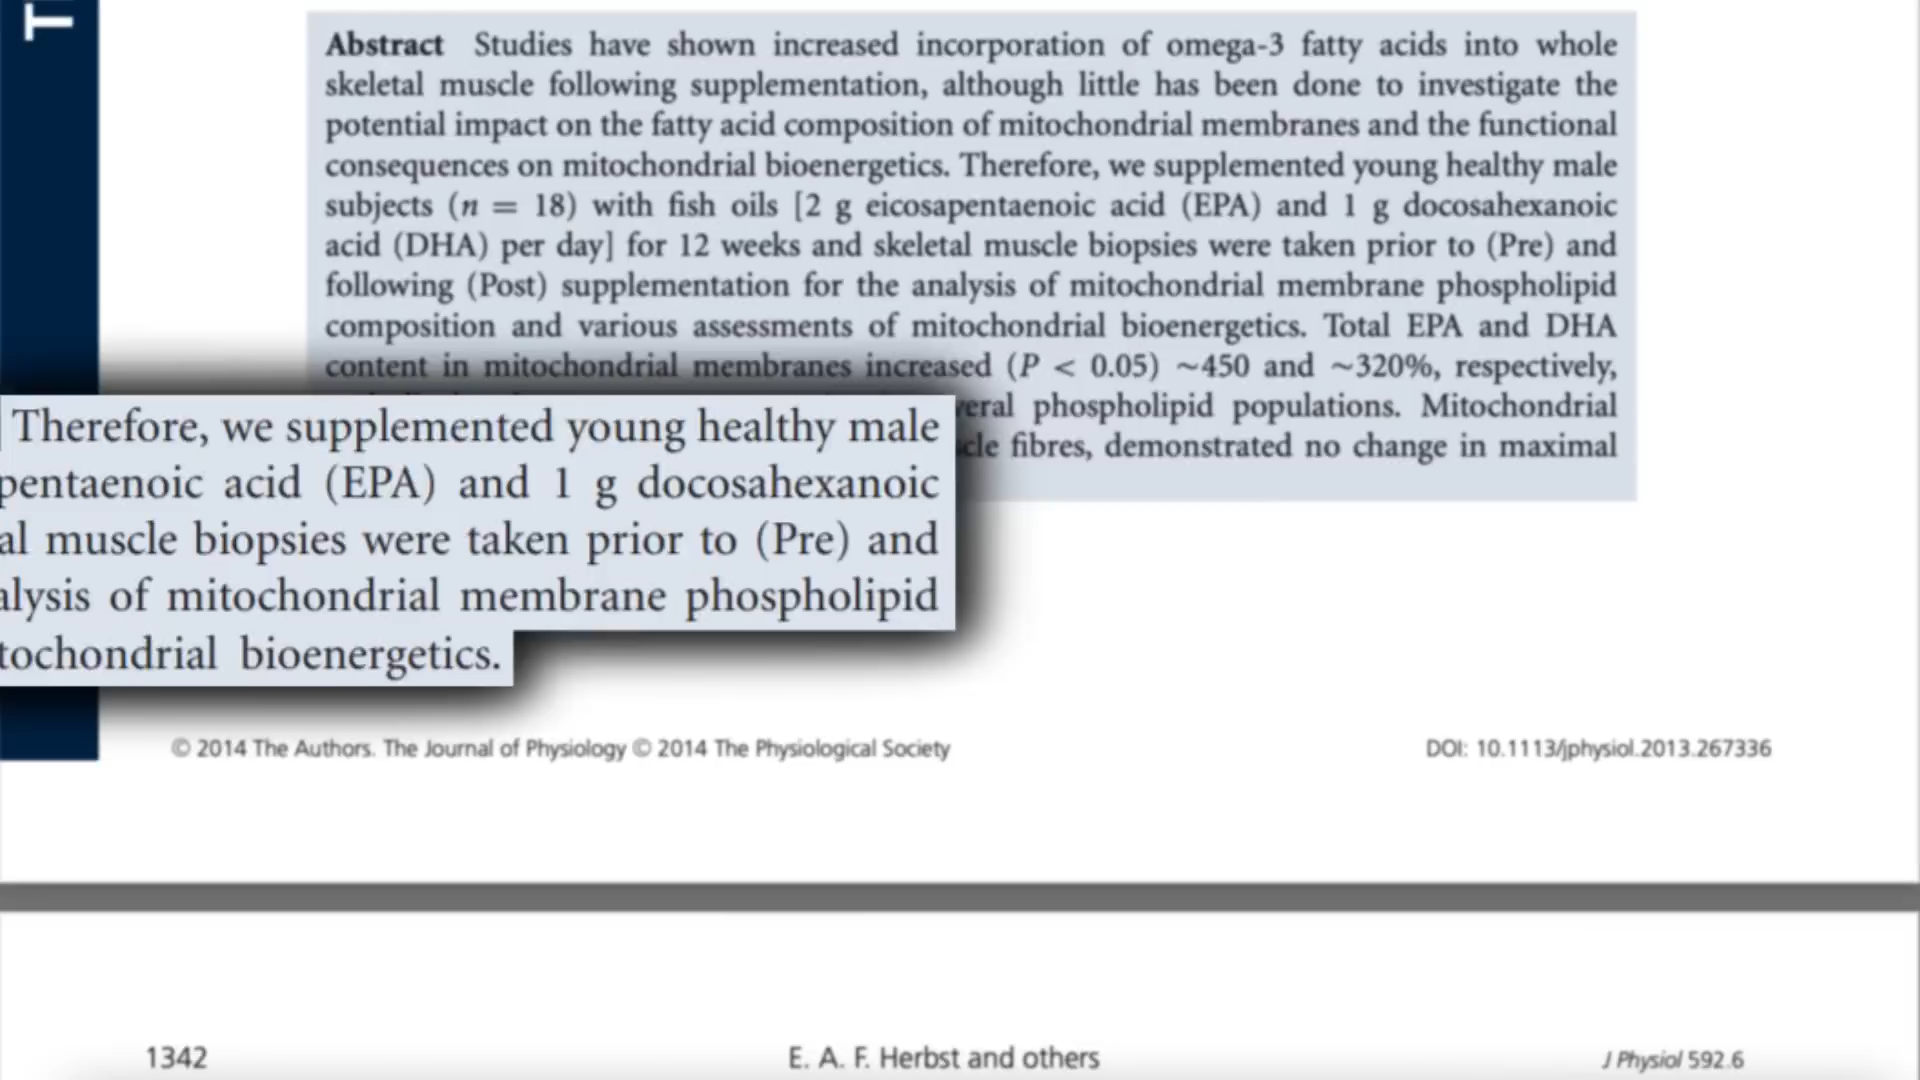 T
Abstract Studies have shown increased incorporation of omega-3 fatty acids into whole
skeletal muscle following supplementation, although little has been done to investigate the
potential impact on the fatty acid composition of mitochondrial membranes and the functional
consequences on mitochondrial bioenergetics. Therefore, we supplemented young healthy male
subjects (n = 18) with fish oils [2 g eicosapentaenoic acid (EPA) and 1 g docosahexanoic
acid (DHA) per day] for 12 weeks and skeletal muscle biopsies were taken prior to (Pre) and
following (Post) supplementation for the analysis of mitochondrial membrane phospholipid
composition and various assessments of mitochondrial bioenergetics. Total EPA and DHA
content in mitochondrial membranes increased (P < 0.05) ~450 and ~320%, respectively,
veral phospholipid populations. Mitochondrial
cle fibres, demonstrated no change in maximal
Therefore, we supplemented young healthy male
pentaenoic acid (EPA) and 1 g docosahexanoic
al muscle biopsies were taken prior to (Pre) and
alysis of mitochondrial membrane phospholipid
tochondrial bioenergetics.
© 2014 The Authors. The Journal of Physiology © 2014 The Physiological Society
DOI: 10.1113/jphysiol.2013.267336
1342
E. A. F. Herbst and others
J Physiol 592.6